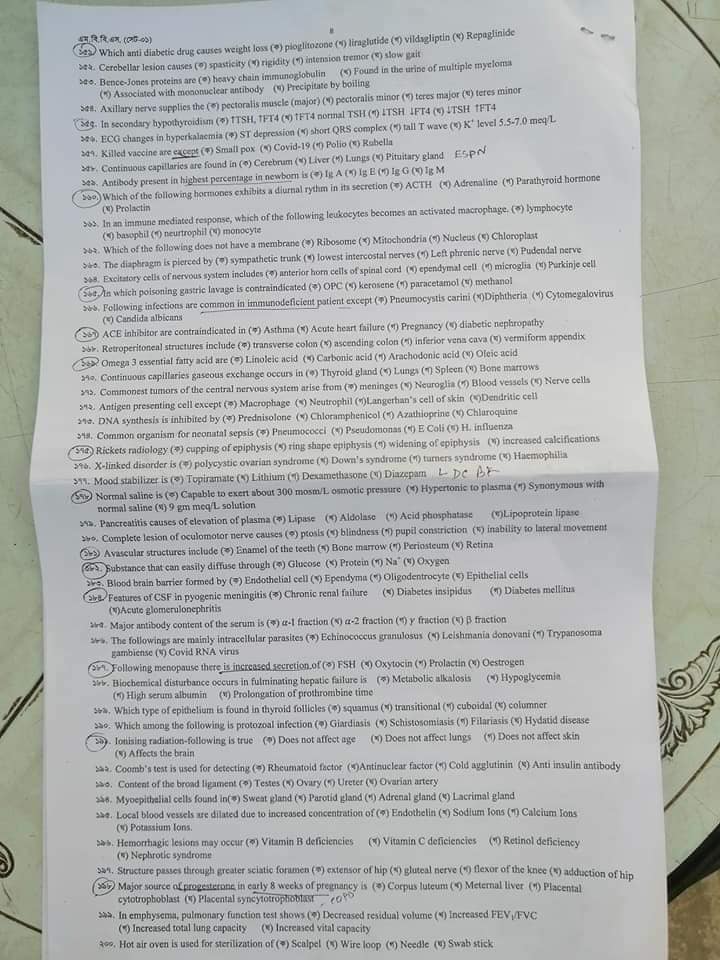 8
এম.বি.বি.এস. (সেট-০১)
১৫১. Which anti diabetic drug causes weight loss (ক) pioglitozone (খ) liraglutide (গ) vildagliptin (ঘ) Repaglinide
১৫২. Cerebellar lesion causes (ক) spasticity (খ) rigidity (গ) intension tremor (ঘ) slow gait
১৫৩. Bence-Jones proteins are (ক) heavy chain immunoglobulin (খ) Found in the urine of multiple myeloma
(গ) Associated with mononuclear antibody (ঘ) Precipitate by boiling
১৫৪. Axillary nerve supplies the (ক) pectoralis muscle (major) (খ) pectoralis minor (গ) teres major (ঘ) teres minor
১৫৫. In secondary hypothyroidism (ক) ↑TSH, ↑FT4 (খ) ↑FT4 normal TSH (গ) ↓TSH ↓FT4 (ঘ) ↓TSH ↑FT4
১৫৬. ECG changes in hyperkalaemia (ক) ST depression (খ) short QRS complex (গ) tall T wave (ঘ) K⁺ level 5.5-7.0 meq/L
১৫৭. Killed vaccine are except (ক) Small pox (খ) Covid-19 (গ) Polio (ঘ) Rubella
১৫৮. Continuous capillaries are found in (ক) Cerebrum (খ) Liver (গ) Lungs (ঘ) Pituitary gland ESPN
১৫৯. Antibody present in highest percentage in newborn is (ক) Ig A (খ) Ig E (গ) Ig G (ঘ) Ig M
১৬০. Which of the following hormones exhibits a diurnal rythm in its secretion (ক) ACTH (খ) Adrenaline (গ) Parathyroid hormone
(ঘ) Prolactin
১৬১. In an immune mediated response, which of the following leukocytes becomes an activated macrophage. (ক) lymphocyte
(খ) basophil (গ) neurtrophil (ঘ) monocyte
১৬২. Which of the following does not have a membrane (ক) Ribosome (খ) Mitochondria (গ) Nucleus (ঘ) Chloroplast
১৬৩. The diaphragm is pierced by (ক) sympathetic trunk (খ) lowest intercostal nerves (গ) Left phrenic nerve (ঘ) Pudendal nerve
১৬৪. Excitatory cells of nervous system includes (ক) anterior horn cells of spinal cord (খ) ependymal cell (গ) microglia (ঘ) Purkinje cell
১৬৫. In which poisoning gastric lavage is contraindicated (ক) OPC (খ) kerosene (গ) paracetamol (ঘ) methanol
১৬৬. Following infections are common in immunodeficient patient except (ক) Pneumocystis carini (খ)Diphtheria (গ) Cytomegalovirus
(ঘ) Candida albicans
১৬৭. ACE inhibitor are contraindicated in (ক) Asthma (খ) Acute heart failure (গ) Pregnancy (ঘ) diabetic nephropathy
১৬৮. Retroperitoneal structures include (ক) transverse colon (খ) ascending colon (গ) inferior vena cava (ঘ) vermiform appendix
১৬৯. Omega 3 essential fatty acid are (ক) Linoleic acid (খ) Carbonic acid (গ) Arachodonic acid (ঘ) Oleic acid
১৭০. Continuous capillaries gaseous exchange occurs in (ক) Thyroid gland (খ) Lungs (গ) Spleen (ঘ) Bone marrows
১৭১. Commonest tumors of the central nervous system arise from (ক) meninges (খ) Neuroglia (গ) Blood vessels (ঘ) Nerve cells
১৭২. Antigen presenting cell except (ক) Macrophage (খ) Neutrophil (গ)Langerhan's cell of skin (ঘ)Dendritic cell
১৭৩. DNA synthesis is inhibited by (ক) Prednisolone (খ) Chloramphenicol (গ) Azathioprine (ঘ) Chloroquine
১৭৪. Common organism for neonatal sepsis (ক) Pneumococci (খ) Pseudomonas (গ) E Coli (ঘ) H. influenza
১৭৫. Rickets radiology (ক) cupping of epiphysis (খ) ring shape epiphysis (গ) widening of epiphysis (ঘ) increased calcifications
১৭৬. X-linked disorder is (ক) polycystic ovarian syndrome (খ) Down's syndrome (গ) turners syndrome (ঘ) Haemophilia
১৭৭. Mood stabilizer is (ক) Topiramate (খ) Lithium (গ) Dexamethasone (ঘ) Diazepam
১৭৮. Normal saline is (ক) Capable to exert about 300 mosm/L osmotic pressure (খ) Hypertonic to plasma (গ) Synonymous with
normal saline (ঘ) 9 gm meq/L solution
১৭৯. Pancreatitis causes of elevation of plasma (ক) Lipase (খ) Aldolase (গ) Acid phosphatase (ঘ)Lipoprotein lipase
১৮০. Complete lesion of oculomotor nerve causes (ক) ptosis (খ) blindness (গ) pupil constriction (ঘ) inability to lateral movement
১৮১. Avascular structures include (ক) Enamel of the teeth (খ) Bone marrow (গ) Periosteum (ঘ) Retina
১৮২. Substance that can easily diffuse through (ক) Glucose (খ) Protein (গ) Na⁺ (ঘ) Oxygen
১৮৩. Blood brain barrier formed by (ক) Endothelial cell (খ) Ependyma (গ) Oligodentrocyte (ঘ) Epithelial cells
১৮৪. Features of CSF in pyogenic meningitis (ক) Chronic renal failure (খ) Diabetes insipidus (গ) Diabetes mellitus
(ঘ)Acute glomerulonephritis
১৮৫. Major antibody content of the serum is (ক) α-1 fraction (খ) α-2 fraction (গ) γ fraction (ঘ) β fraction
১৮৬. The followings are mainly intracellular parasites (ক) Echinococcus granulosus (খ) Leishmania donovani (গ) Trypanosoma
gambiense (ঘ) Covid RNA virus
১৮৭. Following menopause there is increased secretion of (ক) FSH (খ) Oxytocin (গ) Prolactin (ঘ) Oestrogen
১৮৮. Biochemical disturbance occurs in fulminating hepatic failure is (ক) Metabolic alkalosis (খ) Hypoglycemia
(গ) High serum albumin (ঘ) Prolongation of prothrombine time
১৮৯. Which type of epithelium is found in thyroid follicles (ক) squamus (খ) transitional (গ) cuboidal (ঘ) columner
১৯০. Which among the following is protozoal infection (ক) Giardiasis (খ) Schistosomiasis (গ) Filariasis (ঘ) Hydatid disease
১৯১. Ionising radiation-following is true (ক) Does not affect age (খ) Does not affect lungs (গ) Does not affect skin
(ঘ) Affects the brain
১৯২. Coomb's test is used for detecting (ক) Rheumatoid factor (খ)Antinuclear factor (গ) Cold agglutinin (ঘ) Anti insulin antibody
১৯৩. Content of the broad ligament (ক) Testes (খ) Ovary (গ) Ureter (ঘ) Ovarian artery
১৯৪. Myoepithelial cells found in(ক) Sweat gland (খ) Parotid gland (গ) Adrenal gland (ঘ) Lacrimal gland
১৯৫. Local blood vessels are dilated due to increased concentration of (ক) Endothelin (খ) Sodium Ions (গ) Calcium Ions
(ঘ) Potassium Ions.
১৯৬. Hemorrhagic lesions may occur (ক) Vitamin B deficiencies (খ) Vitamin C deficiencies (গ) Retinol deficiency
(ঘ) Nephrotic syndrome
১৯৭. Structure passes through greater sciatic foramen (ক) extensor of hip (খ) gluteal nerve (গ) flexor of the knee (ঘ) adduction of hip
১৯৮. Major source of progesterone in early 8 weeks of pregnancy is (ক) Corpus luteum (খ) Meternal liver (গ) Placental
cytotrophoblast (ঘ) Placental syncytotrophoblast
১৯৯. In emphysema, pulmonary function test shows (ক) Decreased residual volume (খ) Increased FEV₁/FVC
(গ) Increased total lung capacity (ঘ) Increased vital capacity
২০০. Hot air oven is used for sterilization of (ক) Scalpel (খ) Wire loop (গ) Needle (ঘ) Swab stick